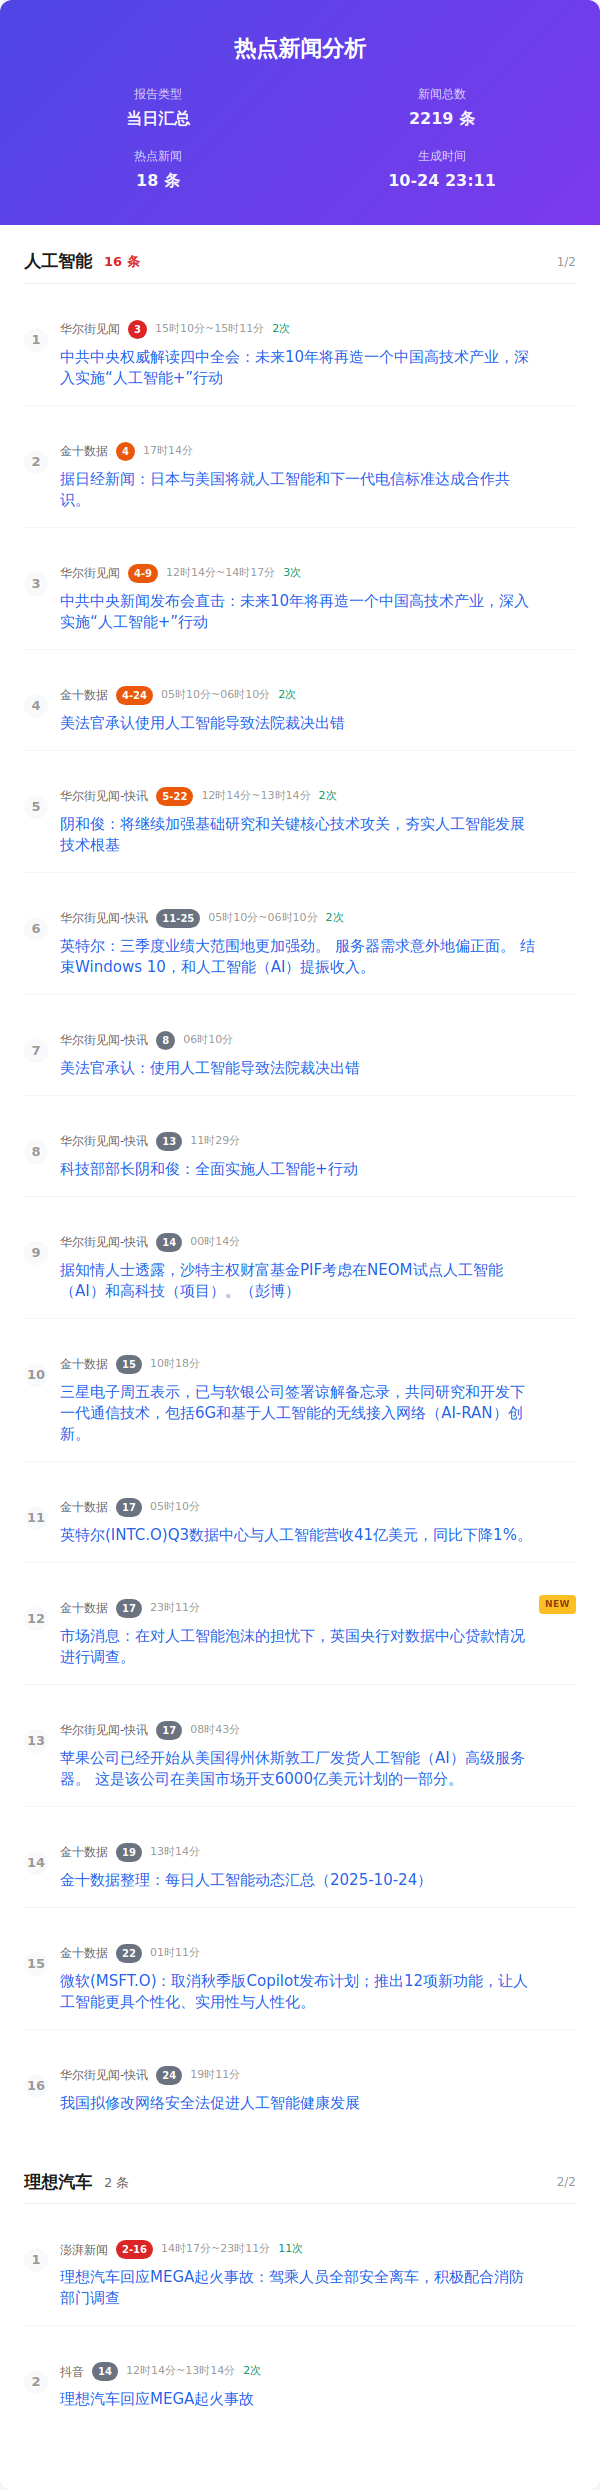 热点新闻分析
报告类型
当日汇总
新闻总数
2219 条
热点新闻
18 条
生成时间
10-24 23:11
人工智能 16 条 1/2
1
华尔街见闻 3 15时10分~15时11分 2次
中共中央权威解读四中全会：未来10年将再造一个中国高技术产业，深
入实施“人工智能+”行动
2
金十数据 4 17时14分
据日经新闻：日本与美国将就人工智能和下一代电信标准达成合作共
识。
3
华尔街见闻 4-9 12时14分~14时17分 3次
中共中央新闻发布会直击：未来10年将再造一个中国高技术产业，深入
实施“人工智能+”行动
4
金十数据 4-24 05时10分~06时10分 2次
美法官承认使用人工智能导致法院裁决出错
5
华尔街见闻-快讯 5-22 12时14分~13时14分 2次
阴和俊：将继续加强基础研究和关键核心技术攻关，夯实人工智能发展
技术根基
6
华尔街见闻-快讯 11-25 05时10分~06时10分 2次
英特尔：三季度业绩大范围地更加强劲。 服务器需求意外地偏正面。 结
束Windows 10，和人工智能（AI）提振收入。
7
华尔街见闻-快讯 8 06时10分
美法官承认：使用人工智能导致法院裁决出错
8
华尔街见闻-快讯 13 11时29分
科技部部长阴和俊：全面实施人工智能+行动
9
华尔街见闻-快讯 14 00时14分
据知情人士透露，沙特主权财富基金PIF考虑在NEOM试点人工智能
（AI）和高科技（项目）。（彭博）
10
金十数据 15 10时18分
三星电子周五表示，已与软银公司签署谅解备忘录，共同研究和开发下
一代通信技术，包括6G和基于人工智能的无线接入网络（AI-RAN）创
新。
11
金十数据 17 05时10分
英特尔(INTC.O)Q3数据中心与人工智能营收41亿美元，同比下降1%。
12
金十数据 17 23时11分 NEW
市场消息：在对人工智能泡沫的担忧下，英国央行对数据中心贷款情况
进行调查。
13
华尔街见闻-快讯 17 08时43分
苹果公司已经开始从美国得州休斯敦工厂发货人工智能（AI）高级服务
器。 这是该公司在美国市场开支6000亿美元计划的一部分。
14
金十数据 19 13时14分
金十数据整理：每日人工智能动态汇总（2025-10-24）
15
金十数据 22 01时11分
微软(MSFT.O)：取消秋季版Copilot发布计划；推出12项新功能，让人
工智能更具个性化、实用性与人性化。
16
华尔街见闻-快讯 24 19时11分
我国拟修改网络安全法促进人工智能健康发展
理想汽车 2 条 2/2
1
澎湃新闻 2-16 14时17分~23时11分 11次
理想汽车回应MEGA起火事故：驾乘人员全部安全离车，积极配合消防
部门调查
2
抖音 14 12时14分~13时14分 2次
理想汽车回应MEGA起火事故